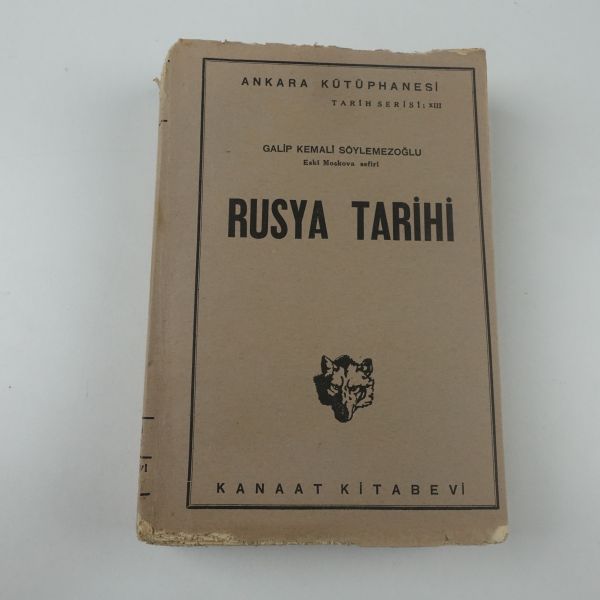 ANKARA KÜTÜPHANESİ
TARİH SERİSİ: XIII
GALİP KEMALİ SÖYLEMEZOĞLU
Eski Moskova sefiri
RUSYA TARİHİ
KANAAT KİTABEVİ